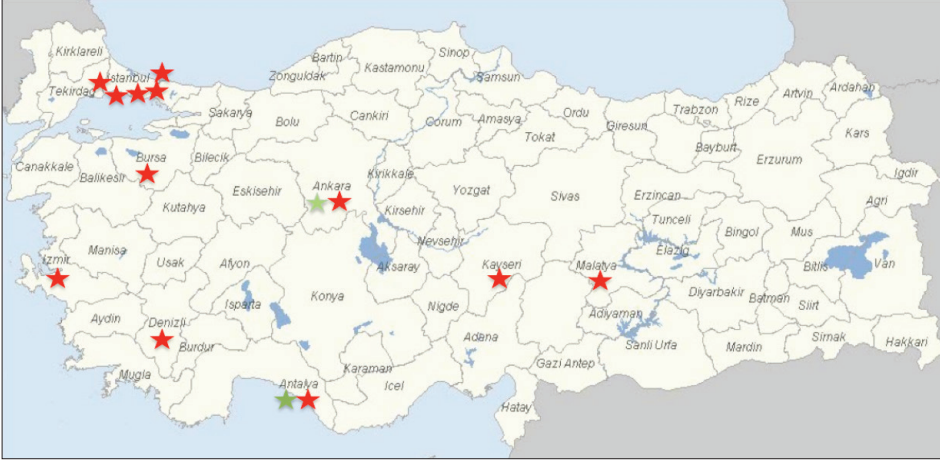 Kirklareli
Tekirdag
Istanbul
Bartin
Zonguldak
Kastamonu
Sinop
Samsun
Sakarya
Bolu
Cankiri
Corum
Amasya
Tokat
Ordu
Giresun
Trabzon
Rize
Artvin
Ardahan
Bayburt
Erzurum
Kars
Igdir
Canakkale
Balikesir
Bursa
Bilecik
Eskisehir
Kutahya
Ankara
Kirikkale
Kirsehir
Yozgat
Sivas
Erzincan
Tunceli
Agri
Manisa
Izmir
Usak
Afyon
Nevsehir
Aksaray
Kayseri
Malatya
Elazig
Bingol
Mus
Bitlis
Van
Aydin
Denizli
Isparta
Burdur
Konya
Nigde
Adiyaman
Diyarbakir
Batman
Siirt
Mugla
Antalya
Karaman
Icel
Adana
Gazi Antep
Sanli Urfa
Mardin
Sirnak
Hakkari
Hatay